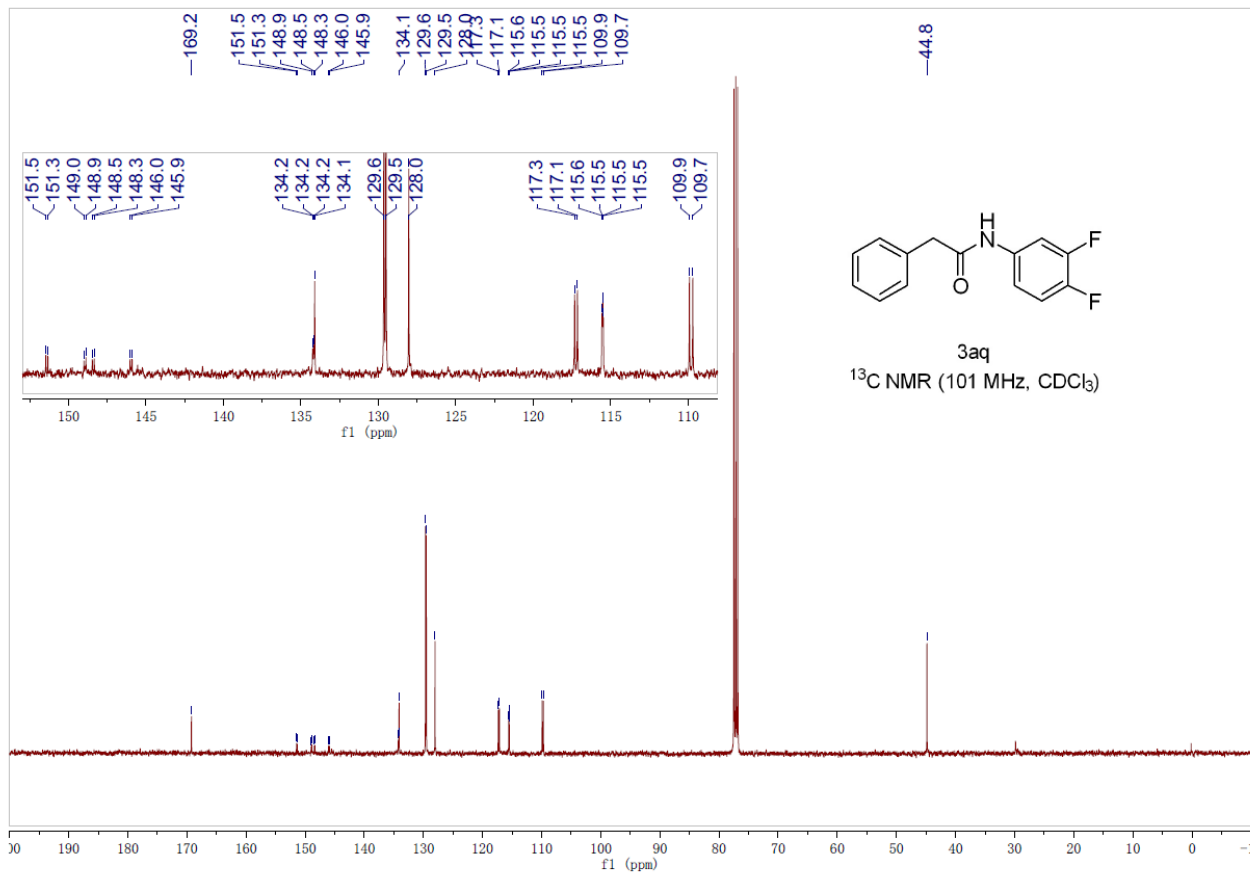 169.2 151.5 151.3 148.9 148.5 148.3 146.0 145.9 134.1 129.6 129.5 128.0 117.3 117.1 115.6 115.5 115.5 115.5 109.9 109.7 44.8
151.5 151.3 149.0 148.9 148.5 148.3 146.0 145.9 134.2 134.2 134.2 134.1 129.6 129.5 128.0 117.3 117.1 115.6 115.5 115.5 115.5 109.9 109.7
H
N
F
O
F
3aq
¹³C NMR (101 MHz, CDCl₃)
150 145 140 135 130 125 120 115 110
f1 (ppm)
190 180 170 160 150 140 130 120 110 100 90 80 70 60 50 40 30 20 10 0
f1 (ppm)